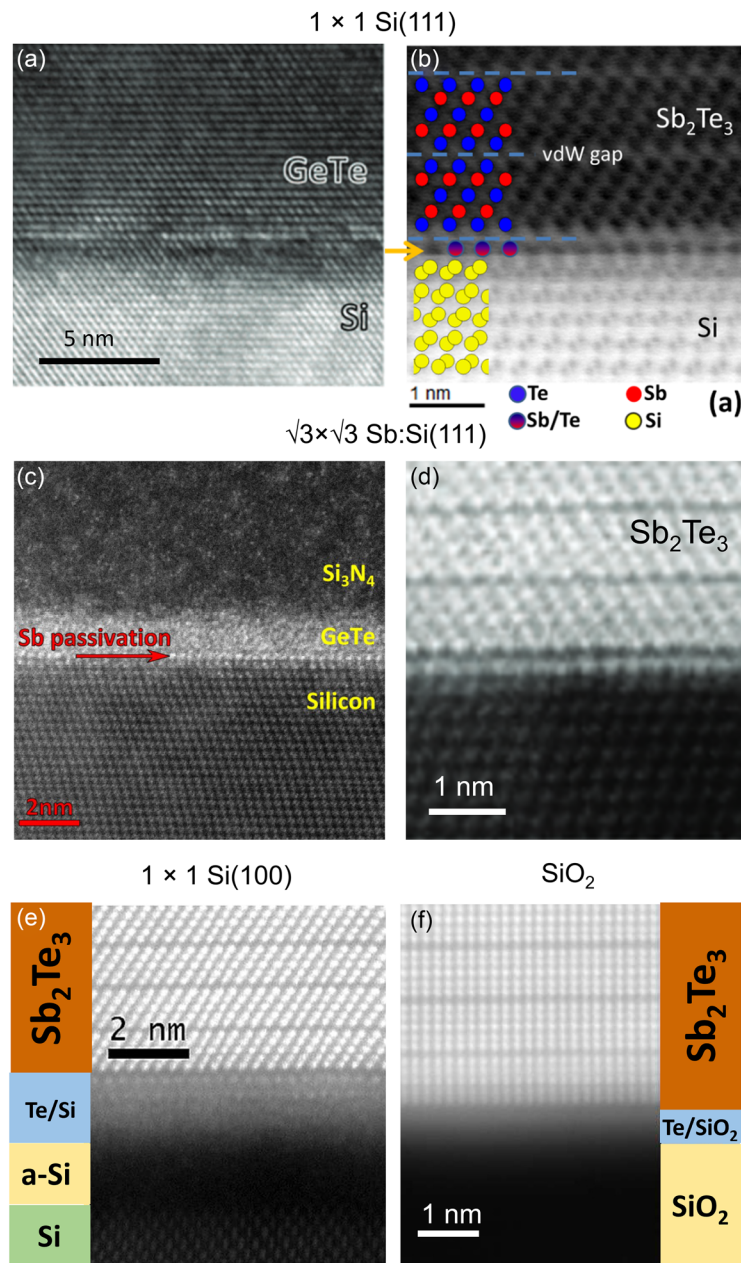 1 × 1 Si(111)
(a)
GeTe
Si
5 nm
(b)
Sb2Te3
vdW gap
Si
1 nm
Te
Sb
(a)
Sb/Te
Si
√3×√3 Sb:Si(111)
(c)
Si3N4
Sb passivation
GeTe
Silicon
2nm
(d)
Sb2Te3
1 nm
1 × 1 Si(100)
SiO2
(e)
Sb2Te3
2 nm
Te/Si
a-Si
Si
(f)
Sb2Te3
Te/SiO2
SiO2
1 nm